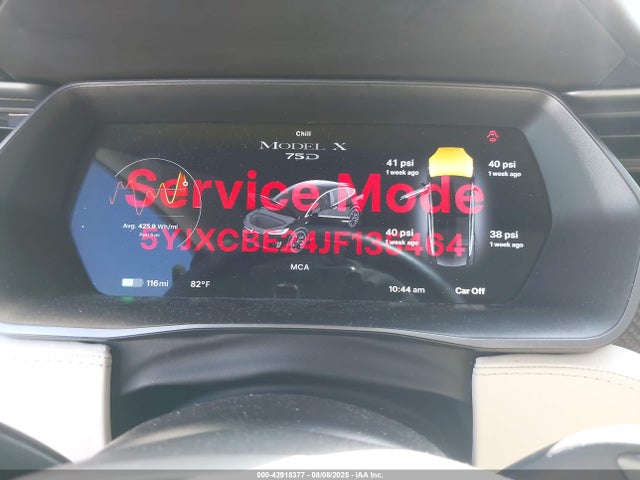 Chill
MODEL X
75D
41 psi
1 week ago
40 psi
1 week ago
Service Mode
Avg. 425.9 Wh/mi
40 psi
1 week ago
38 psi
1 week ago
MCA
116 mi
82°F
10:44 am
Car Off
000-42918377 - 08/08/2025 - IAA, Inc.